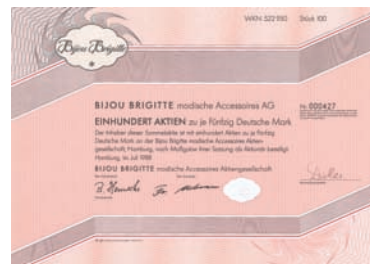 WKN 522 950 Stück 100
Bijou Brigitte
BIJOU BRIGITTE modische Accessoires AG
Nr. 000427
EINHUNDERT AKTIEN zu je Fünfzig Deutsche Mark
Der Inhaber dieser Sammelaktie ist mit einhundert Aktien zu je Fünfzig
Deutsche Mark an der Bijou Brigitte modische Accessoires Aktien-
gesellschaft, Hamburg, nach Maßgabe ihrer Satzung als Aktionär beteiligt.
Hamburg, im Juli 1988
BIJOU BRIGITTE modische Accessoires Aktiengesellschaft